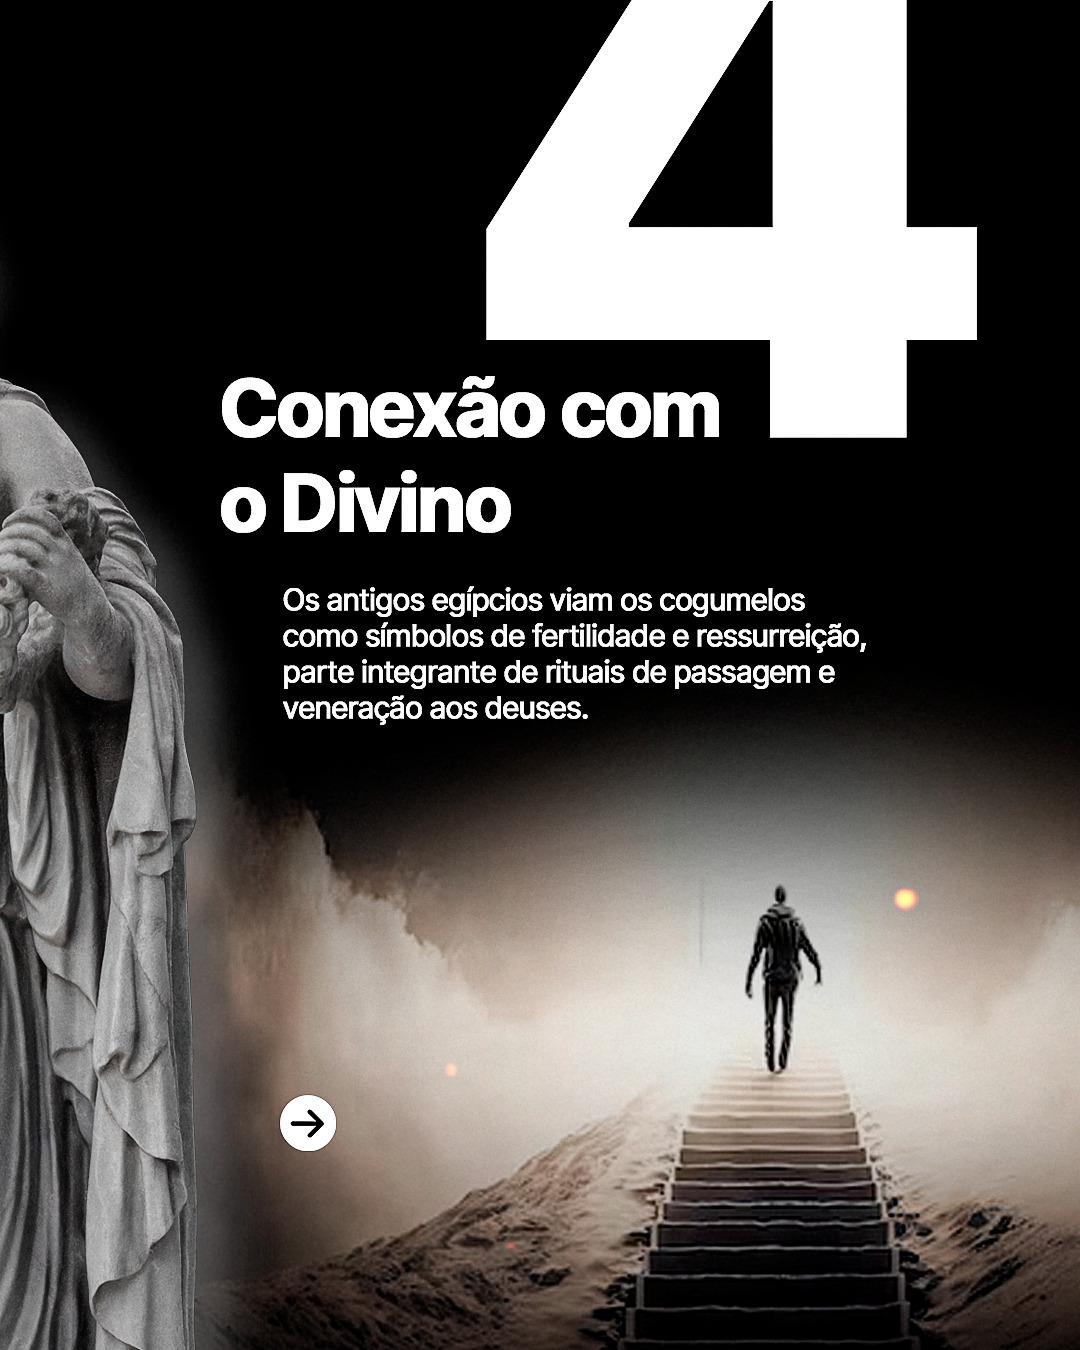 4
Conexão com
o Divino
Os antigos egípcios viam os cogumelos
como símbolos de fertilidade e ressurreição,
parte integrante de rituais de passagem e
veneração aos deuses.